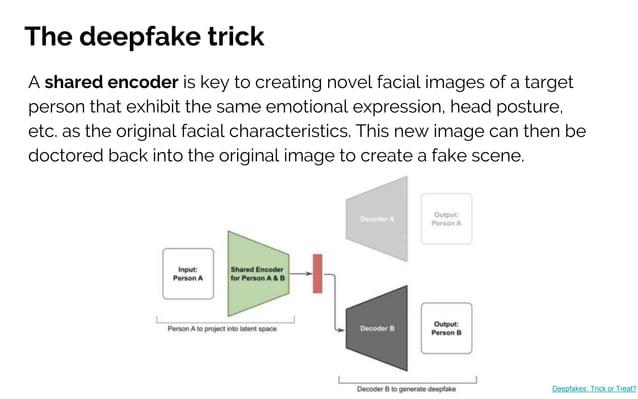 The deepfake trick
A shared encoder is key to creating novel facial images of a target
person that exhibit the same emotional expression, head posture,
etc. as the original facial characteristics. This new image can then be
doctored back into the original image to create a fake scene.
Decoder A
Output:
Person A
Input:
Person A
Shared Encoder
for Person A & B
Person A to project into latent space
Decoder B
Output:
Person B
Decoder B to generate deepfake
Deepfakes: Trick or Treat?